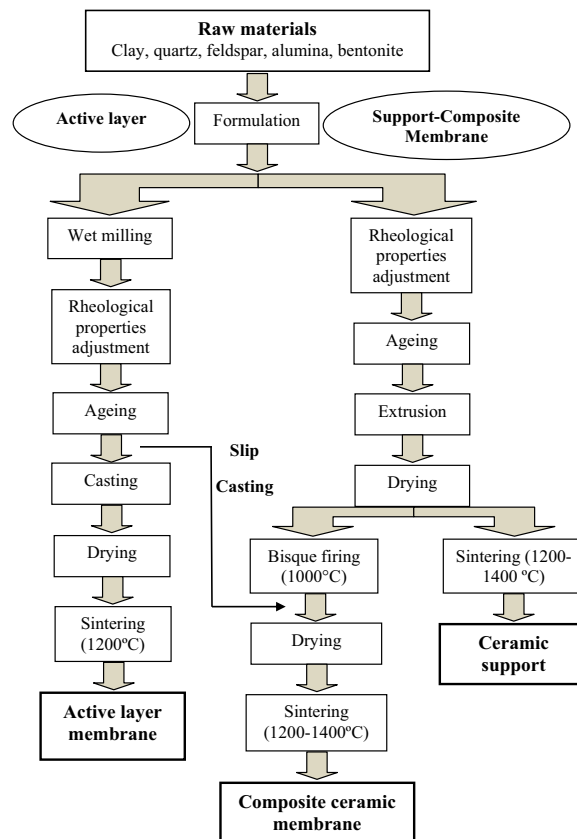 Raw materials
Clay, quartz, feldspar, alumina, bentonite
Active layer
Formulation
Support-Composite
Membrane
Wet milling
Rheological
properties
adjustment
Ageing
Casting
Drying
Sintering
(1200ºC)
Active layer
membrane
Slip
Casting
Rheological
properties
adjustment
Ageing
Extrusion
Drying
Bisque firing
(1000°C)
Drying
Sintering
(1200-1400ºC)
Composite ceramic
membrane
Sintering (1200-
1400 ºC)
Ceramic
support